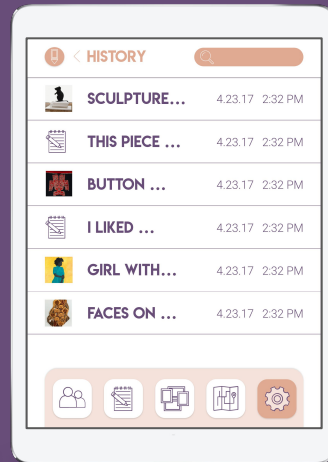 HISTORY
SCULPTURE... 4.23.17 2:32 PM
THIS PIECE ... 4.23.17 2:32 PM
BUTTON ... 4.23.17 2:32 PM
I LIKED ... 4.23.17 2:32 PM
GIRL WITH... 4.23.17 2:32 PM
FACES ON ... 4.23.17 2:32 PM